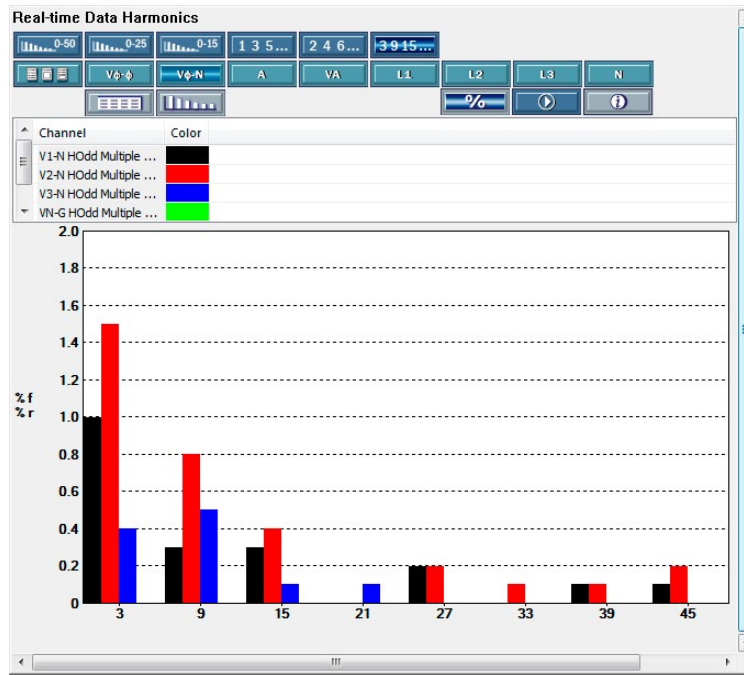 Real-time Data Harmonics
0-50 0-25 0-15 1 3 5... 2 4 6... 3 9 15...
Vϕ-ϕ Vϕ-N A VA L1 L2 L3 N
% i
Channel Color
V1-N HOdd Multiple ...
V2-N HOdd Multiple ...
V3-N HOdd Multiple ...
VN-G HOdd Multiple ...
2.0
1.8
1.6
1.4
1.2
% f
% r
1.0
0.8
0.6
0.4
0.2
0
3 9 15 21 27 33 39 45